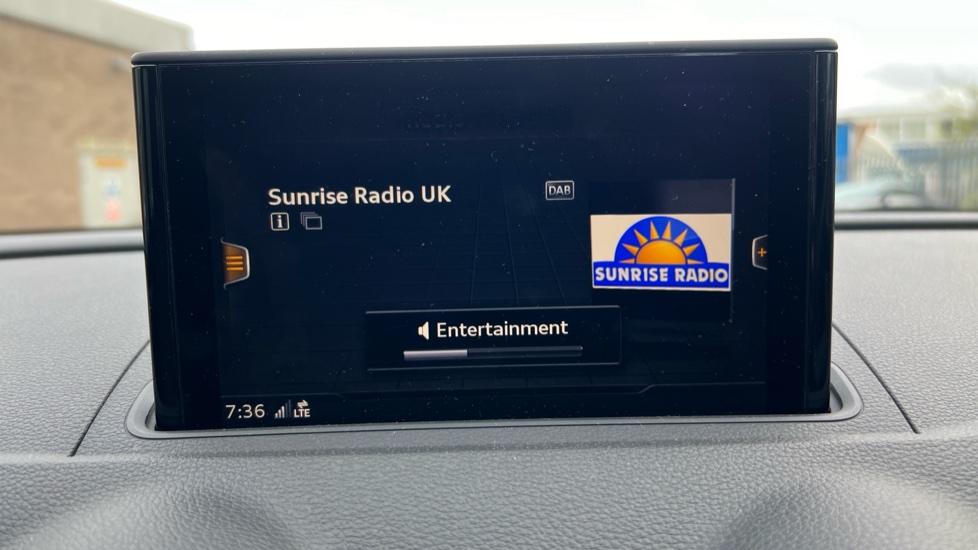 Sunrise Radio UK
DAB
i
SUNRISE RADIO
Entertainment
7:36 LTE